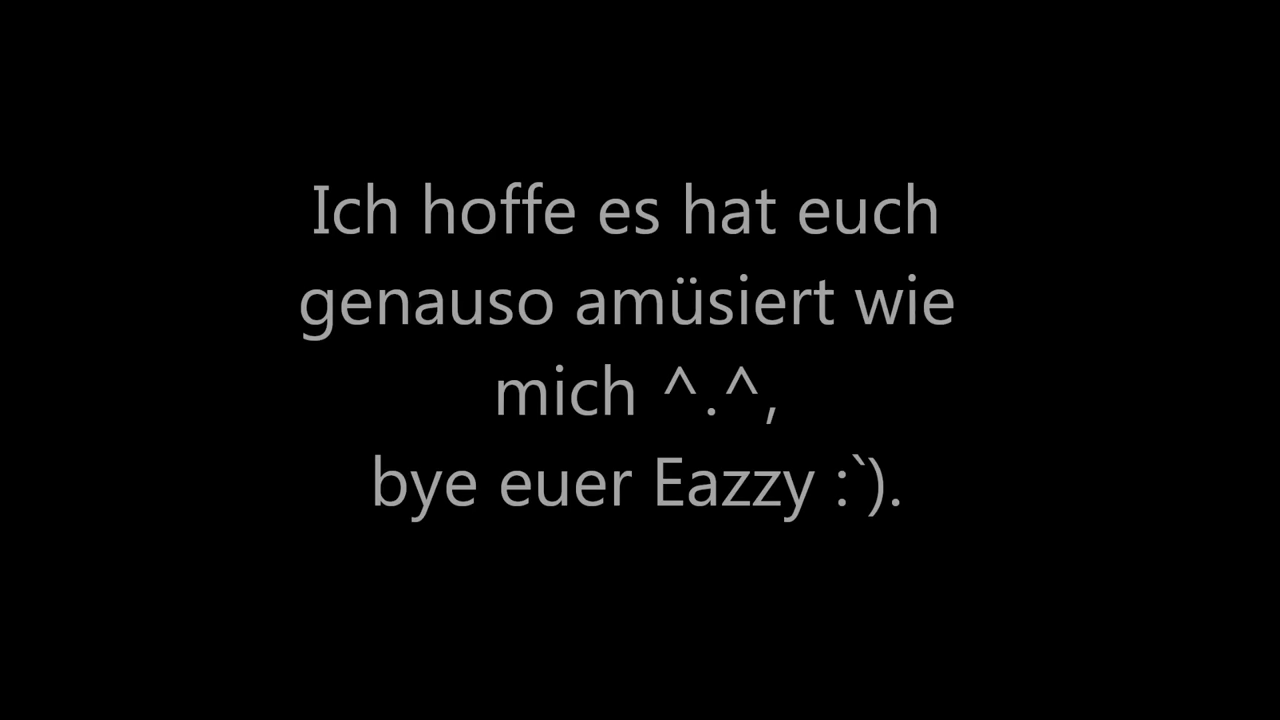 Ich hoffe es hat euch
genauso amüsiert wie
mich ^.^,
bye euer Eazzy :`).